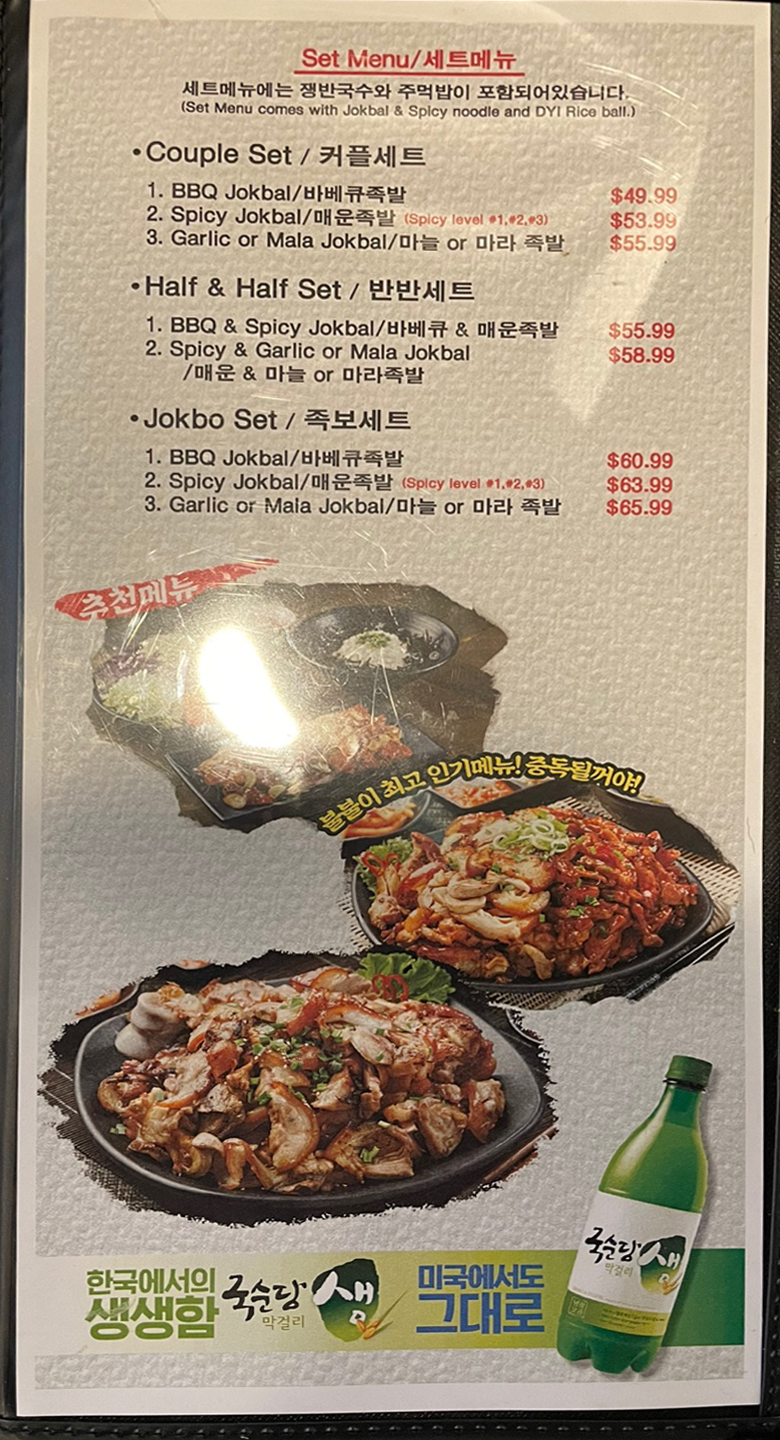 Set Menu/세트메뉴
세트메뉴에는 쟁반국수와 주먹밥이 포함되어있습니다.
(Set Menu comes with Jokbal & Spicy noodle and DYI Rice ball.)
•Couple Set / 커플세트
1. BBQ Jokbal/바베큐족발 $49.99
2. Spicy Jokbal/매운족발 (Spicy level #1,#2,#3) $53.99
3. Garlic or Mala Jokbal/마늘 or 마라 족발 $55.99
•Half & Half Set / 반반세트
1. BBQ & Spicy Jokbal/바베큐 & 매운족발 $55.99
2. Spicy & Garlic or Mala Jokbal $58.99
/매운 & 마늘 or 마라족발
•Jokbo Set / 족보세트
1. BBQ Jokbal/바베큐족발 $60.99
2. Spicy Jokbal/매운족발 (Spicy level #1,#2,#3) $63.99
3. Garlic or Mala Jokbal/마늘 or 마라 족발 $65.99
추천메뉴
불불이 최고 인기메뉴! 중독될꺼야!
한국에서의
생생함
국순당 생
막걸리
미국에서도
그대로
국순당 생
막걸리